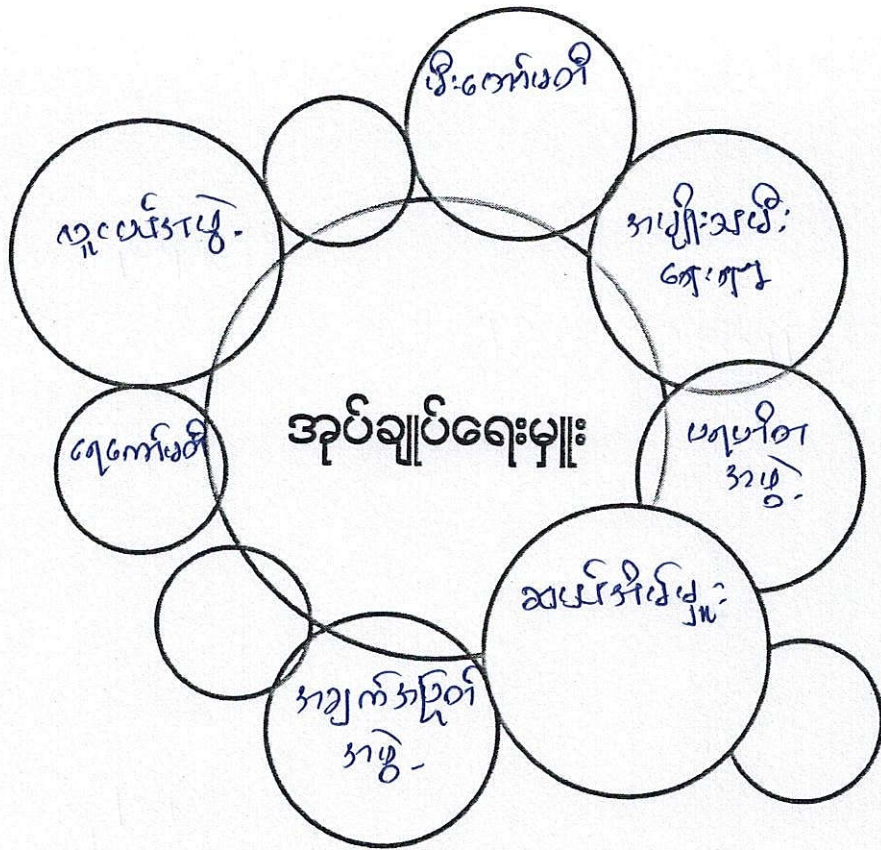 မီးကော်မတီ
လူငယ်အဖွဲ့
အမျိုးသမီး
ရေးရာ
အုပ်ချုပ်ရေးမှူး
ရေကော်မတီ
ပရဟိတ
အဖွဲ့
ဆယ်အိမ်မှူး
အချက်အပြုတ်
အဖွဲ့